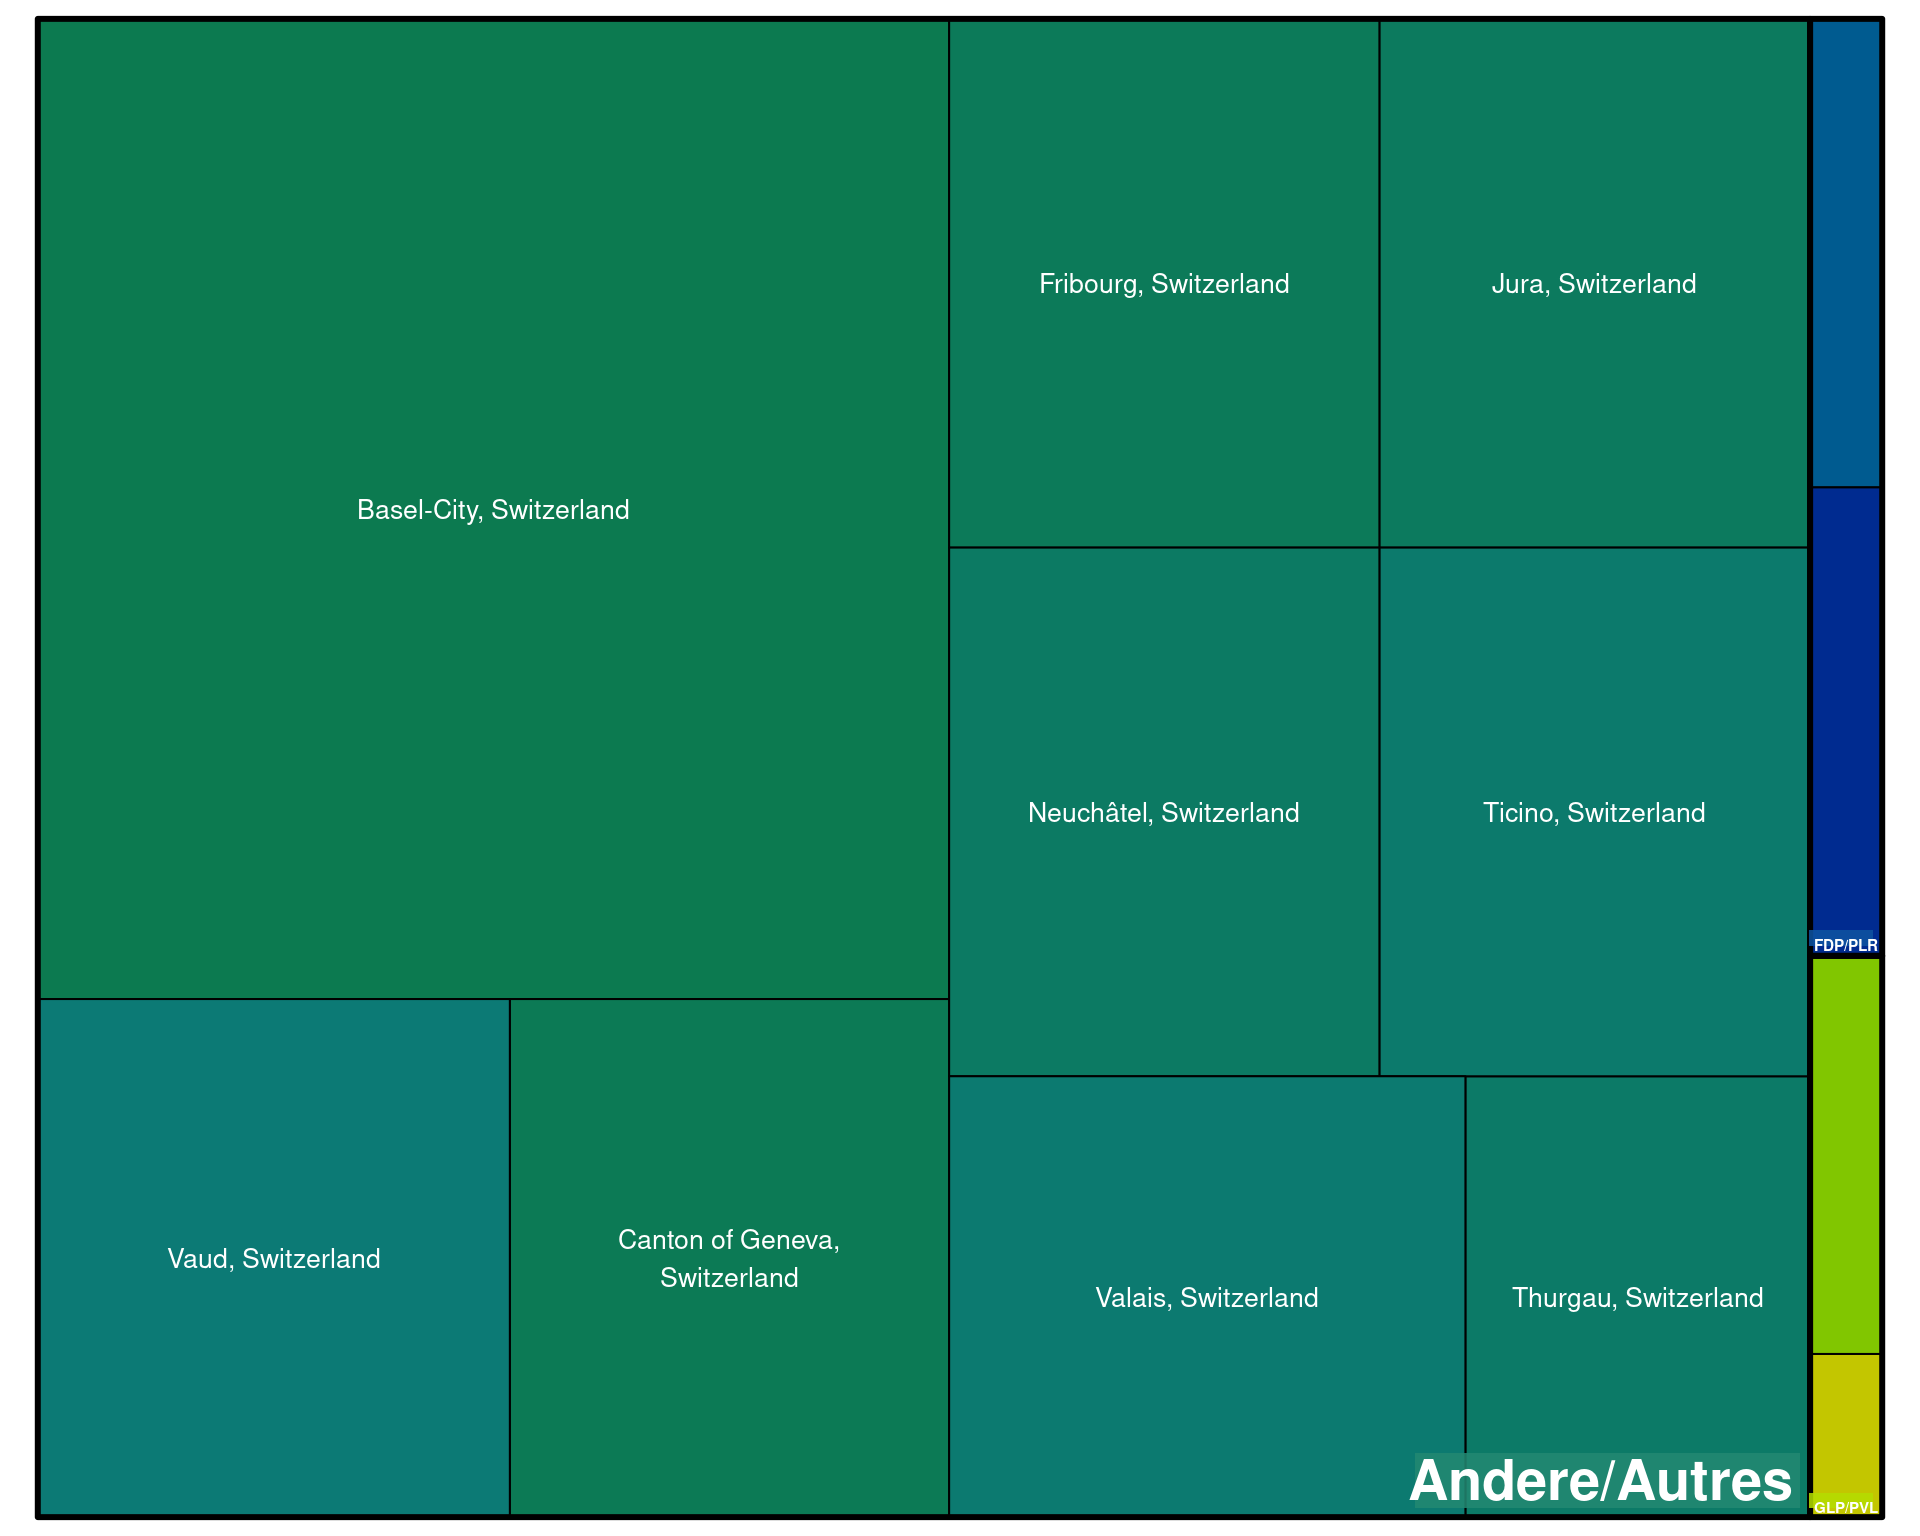 Basel-City, Switzerland
Fribourg, Switzerland
Jura, Switzerland
Neuchâtel, Switzerland
Ticino, Switzerland
FDP/PLR
Vaud, Switzerland
Canton of Geneva,
Switzerland
Valais, Switzerland
Thurgau, Switzerland
Andere/Autres
GLP/PVL